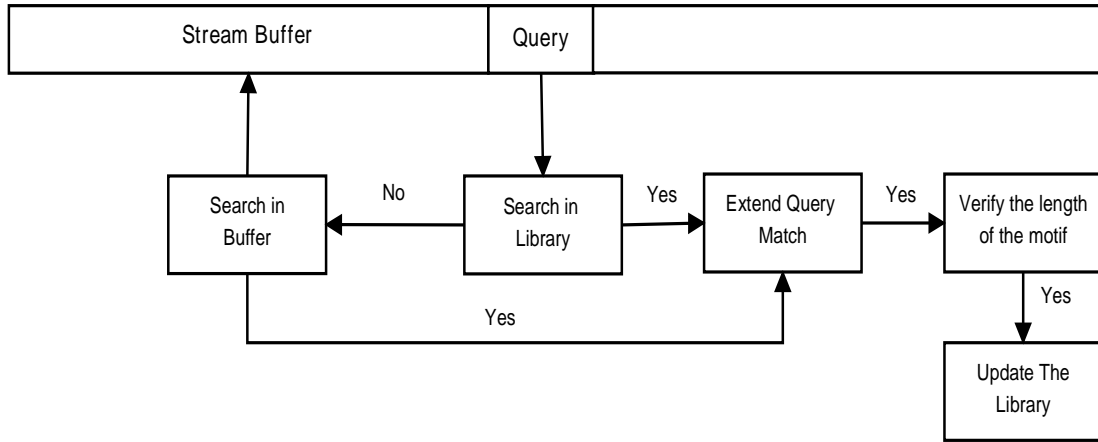 Stream Buffer
Query
No
Yes
Yes
Search in
Buffer
Search in
Library
Extend Query
Match
Verify the length
of the motif
Yes
Yes
Update The
Library